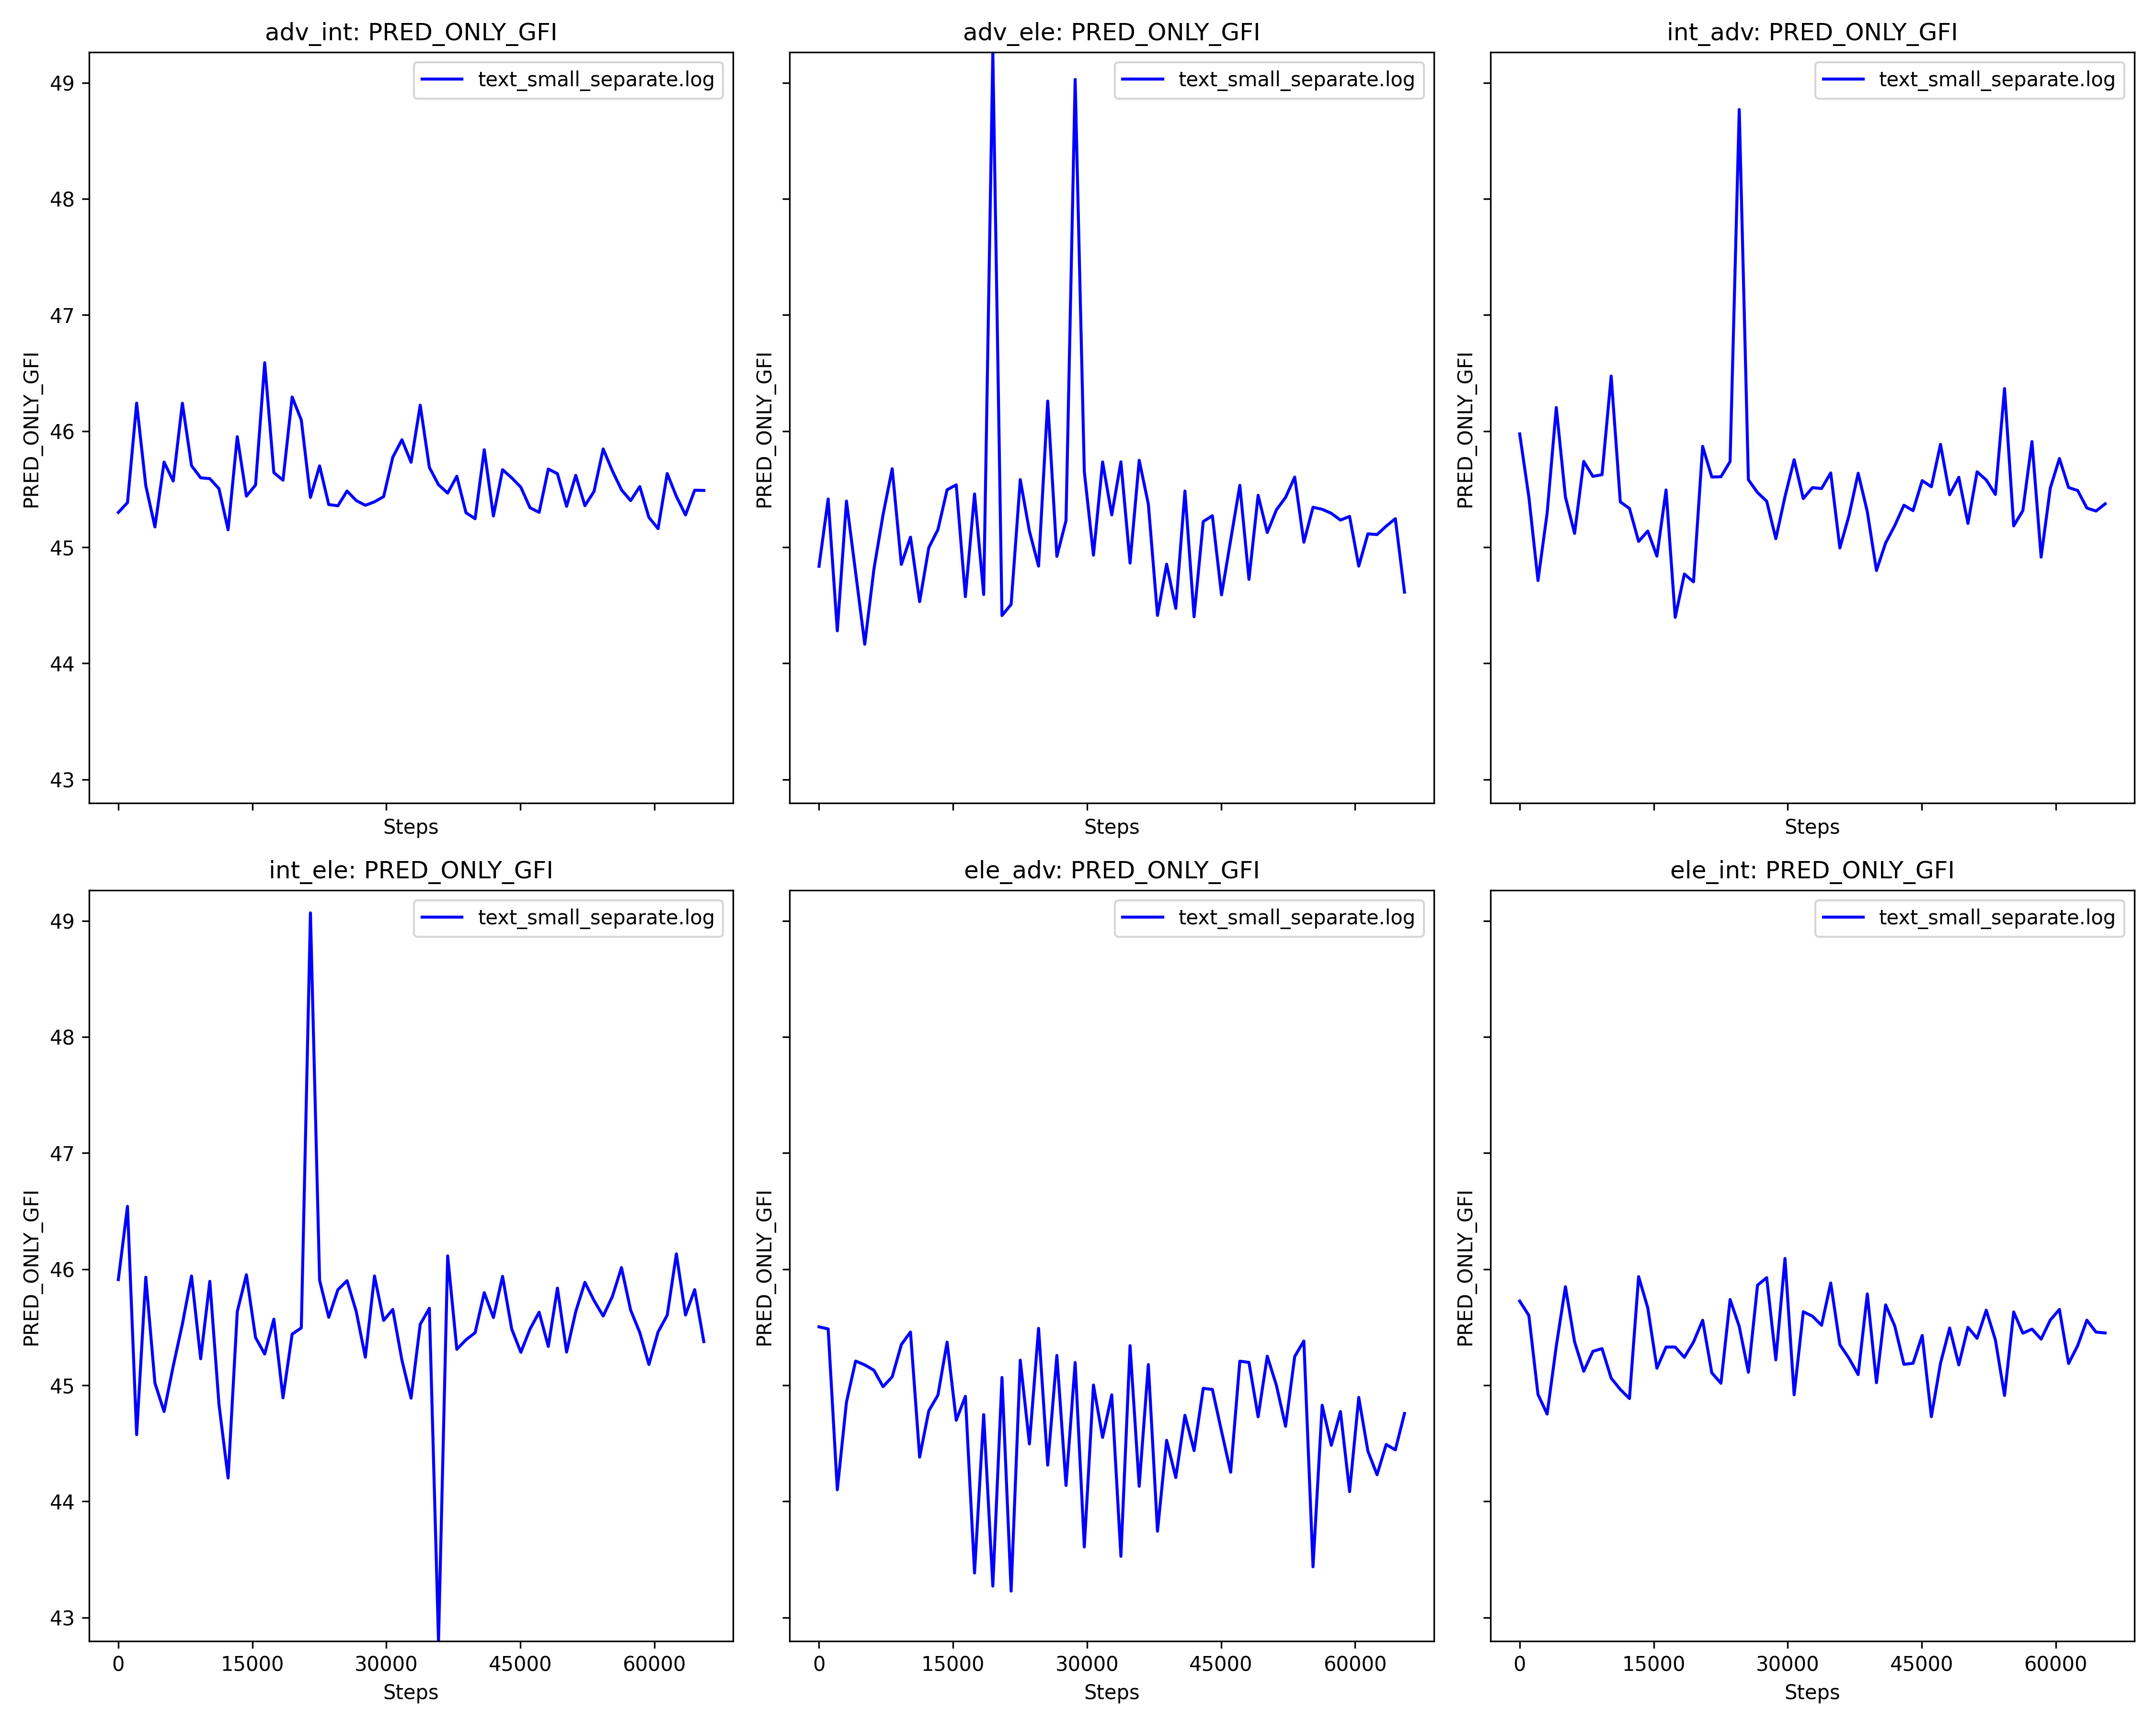 adv_int: PRED_ONLY_GFI
adv_ele: PRED_ONLY_GFI
int_adv: PRED_ONLY_GFI
text_small_separate.log
text_small_separate.log
text_small_separate.log
49
48
47
46
45
44
43
PRED_ONLY_GFI
PRED_ONLY_GFI
PRED_ONLY_GFI
Steps
Steps
Steps
int_ele: PRED_ONLY_GFI
ele_adv: PRED_ONLY_GFI
ele_int: PRED_ONLY_GFI
text_small_separate.log
text_small_separate.log
text_small_separate.log
49
48
47
46
45
44
43
PRED_ONLY_GFI
PRED_ONLY_GFI
PRED_ONLY_GFI
0 15000 30000 45000 60000
0 15000 30000 45000 60000
0 15000 30000 45000 60000
Steps
Steps
Steps